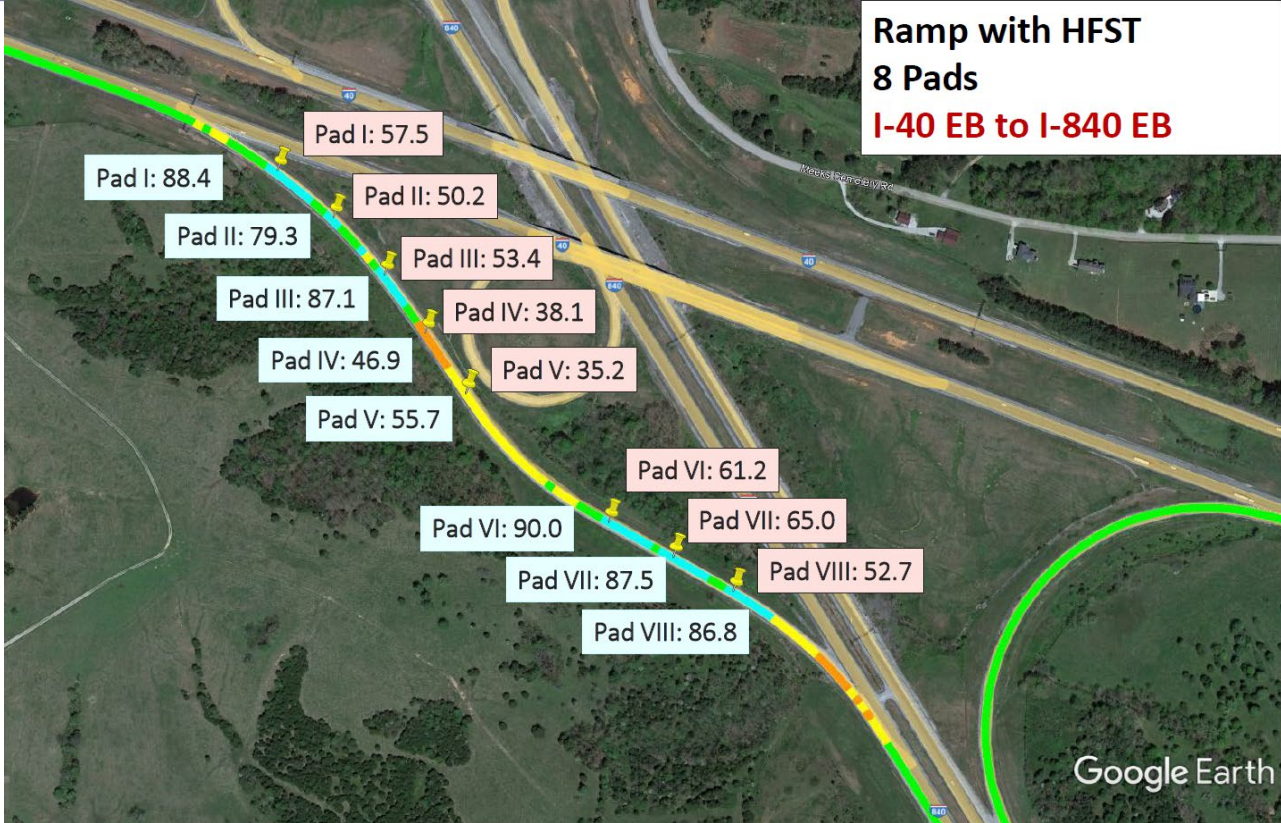 Ramp with HFST
8 Pads
I-40 EB to I-840 EB
840
40
Pad I: 57.5
Pad I: 88.4
Pad II: 50.2
Pad II: 79.3
40
Pad III: 53.4
40
840
Pad III: 87.1
Pad IV: 38.1
Pad IV: 46.9
Pad V: 35.2
Pad V: 55.7
Pad VI: 61.2
Pad VI: 90.0
Pad VII: 65.0
Pad VII: 87.5
Pad VIII: 52.7
Pad VIII: 86.8
Google Earth
840